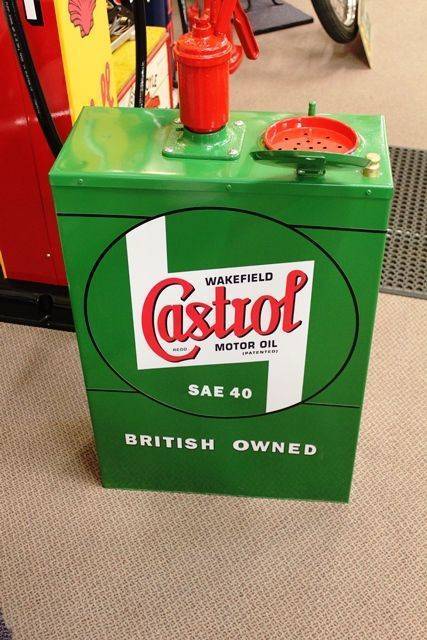 WAKEFIELD
Castrol
REGD
MOTOR OIL
(PATENTED)
SAE 40
BRITISH OWNED